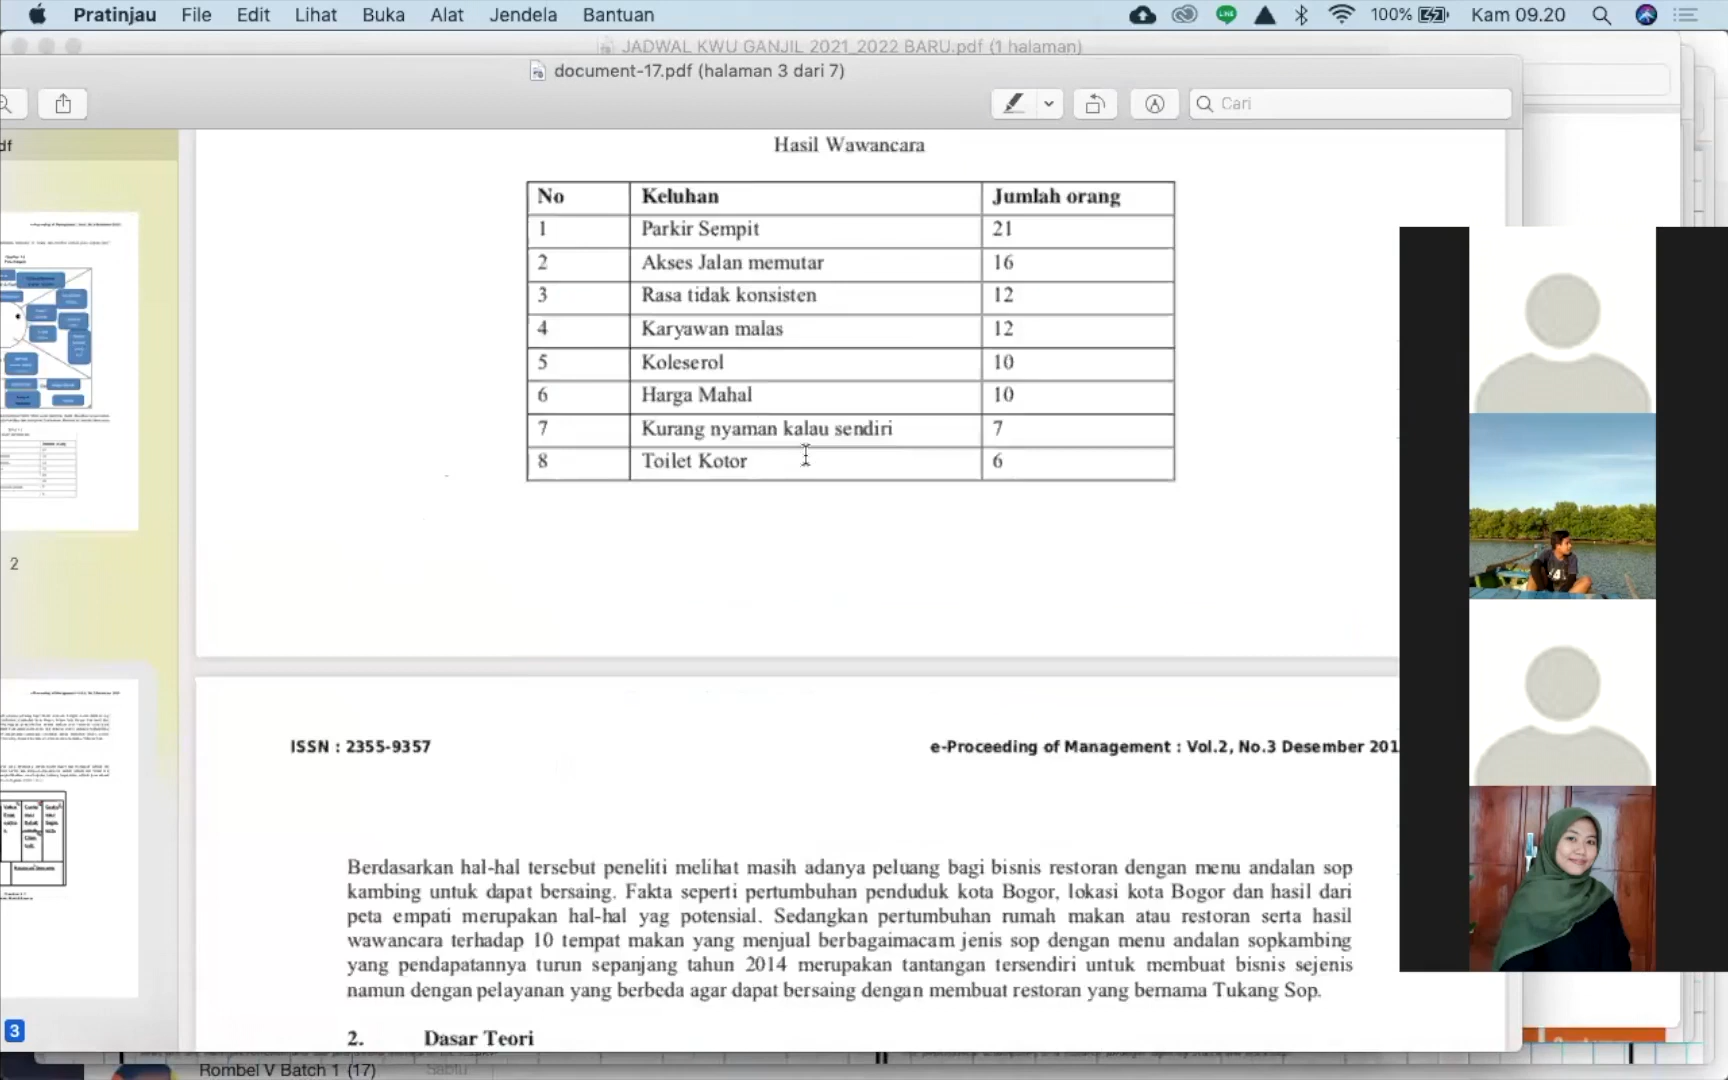 Pratinjau File Edit Lihat Buka Alat Jendela Bantuan 100% Kam 09.20
JADWAL KWU GANJIL 2021_2022 BARU.pdf (1 halaman)
document-17.pdf (halaman 3 dari 7)
Cari
df
Hasil Wawancara
No Keluhan Jumlah orang
1 Parkir Sempit 21
2 Akses Jalan memutar 16
3 Rasa tidak konsisten 12
4 Karyawan malas 12
5 Koleserol 10
6 Harga Mahal 10
7 Kurang nyaman kalau sendiri 7
8 Toilet Kotor 6
2
ISSN : 2355-9357 e-Proceeding of Management : Vol.2, No.3 Desember 201
Berdasarkan hal-hal tersebut peneliti melihat masih adanya peluang bagi bisnis restoran dengan menu andalan sop
kambing untuk dapat bersaing. Fakta seperti pertumbuhan penduduk kota Bogor, lokasi kota Bogor dan hasil dari
peta empati merupakan hal-hal yag potensial. Sedangkan pertumbuhan rumah makan atau restoran serta hasil
wawancara terhadap 10 tempat makan yang menjual berbagaimacam jenis sop dengan menu andalan sopkambing
yang pendapatannya turun sepanjang tahun 2014 merupakan tantangan tersendiri untuk membuat bisnis sejenis
namun dengan pelayanan yang berbeda agar dapat bersaing dengan membuat restoran yang bernama Tukang Sop.
3
2. Dasar Teori
Rombel V Batch 1 (17) Sabtu